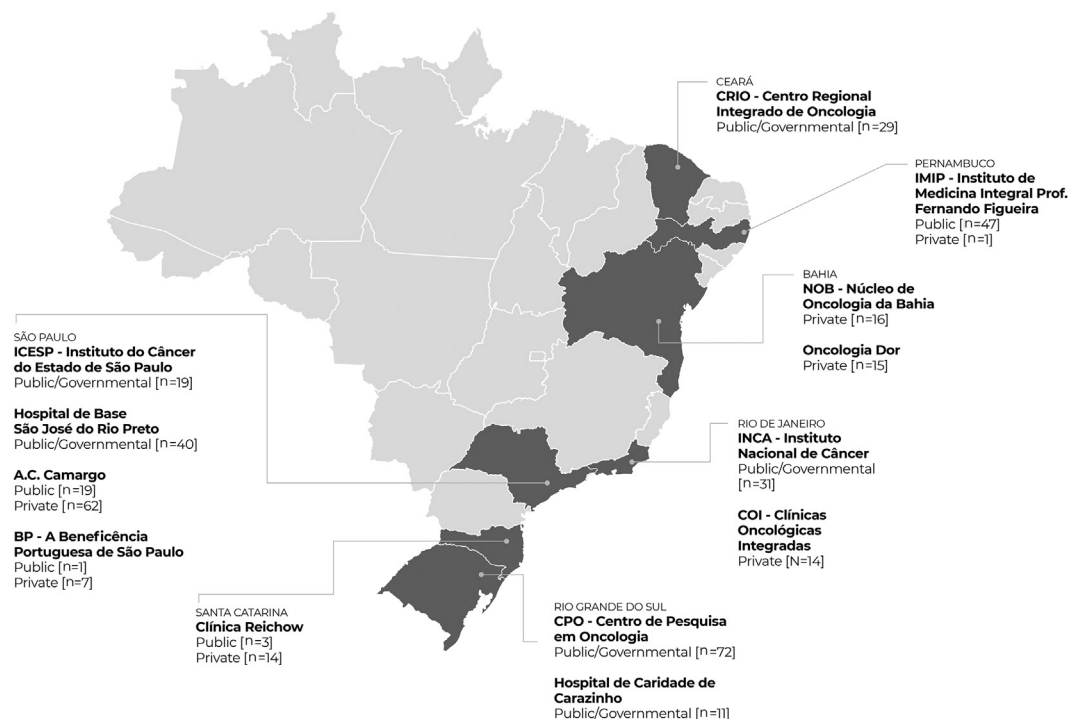 CEARÁ
CRIO - Centro Regional
Integrado de Oncologia
Public/Governmental [n=29]
PERNAMBUCO
IMIP - Instituto de
Medicina Integral Prof.
Fernando Figueira
Public [n=47]
Private [n=1]
BAHIA
NOB - Núcleo de
Oncologia da Bahia
Private [n=16]
Oncologia Dor
Private [n=15]
SÃO PAULO
ICESP - Instituto do Câncer
do Estado de São Paulo
Public/Governmental [n=19]
Hospital de Base
São José do Rio Preto
Public/Governmental [n=40]
A.C. Camargo
Public [n=19]
Private [n=62]
BP - A Beneficência
Portuguesa de São Paulo
Public [n=1]
Private [n=7]
RIO DE JANEIRO
INCA - Instituto
Nacional de Câncer
Public/Governmental
[n=31]
COI - Clínicas
Oncológicas
Integradas
Private [N=14]
SANTA CATARINA
Clínica Reichow
Public [n=3]
Private [n=14]
RIO GRANDE DO SUL
CPO - Centro de Pesquisa
em Oncologia
Public/Governmental [n=72]
Hospital de Caridade de
Carazinho
Public/Governmental [n=11]